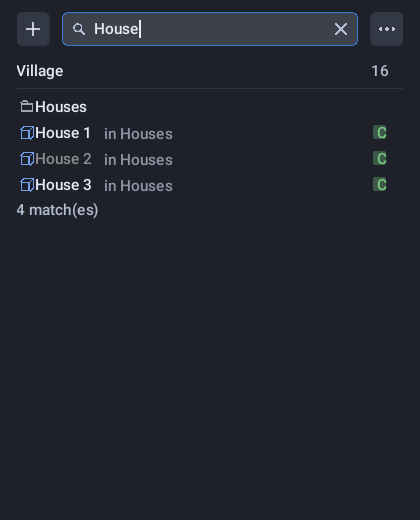 House
Village 16
Houses
House 1 in Houses C
House 2 in Houses C
House 3 in Houses C
4 match(es)